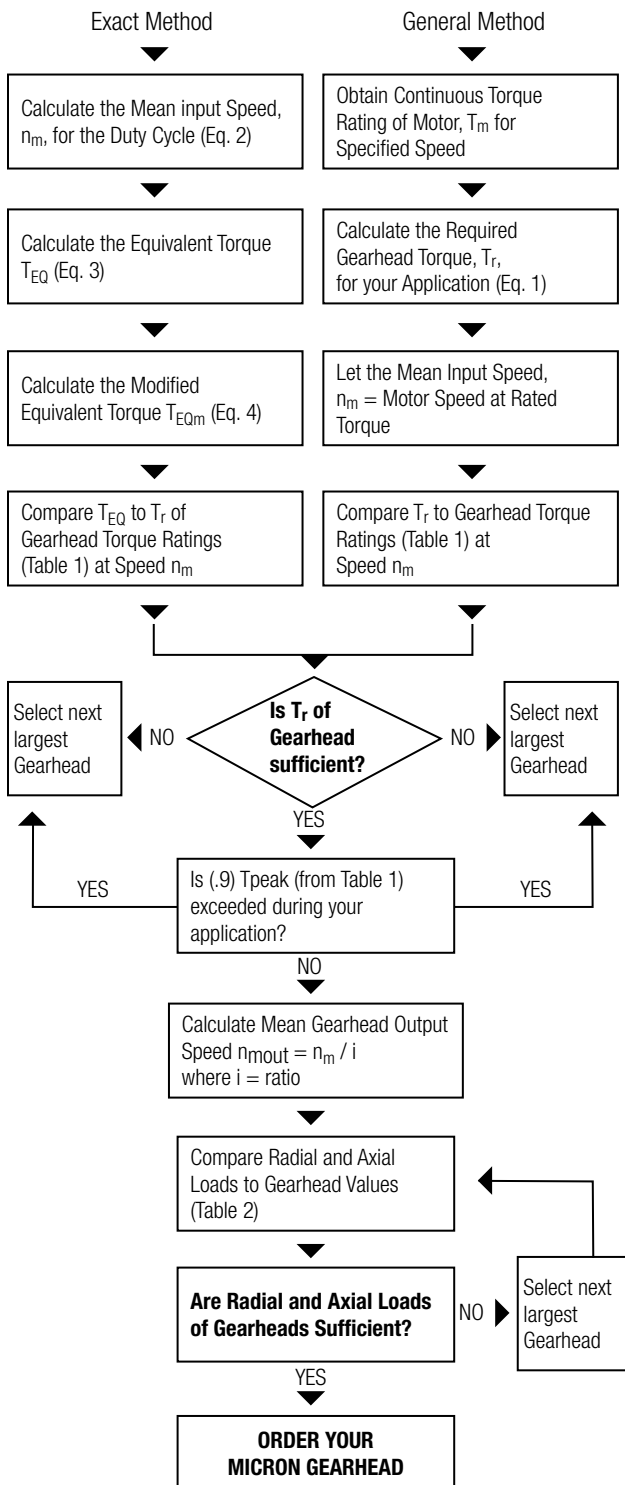 Exact Method
General Method
Calculate the Mean input Speed,
nm, for the Duty Cycle (Eq. 2)
Obtain Continuous Torque
Rating of Motor, Tm for
Specified Speed
Calculate the Equivalent Torque
TEQ (Eq. 3)
Calculate the Required
Gearhead Torque, Tr,
for your Application (Eq. 1)
Calculate the Modified
Equivalent Torque TEQm (Eq. 4)
Let the Mean Input Speed,
nm = Motor Speed at Rated
Torque
Compare TEQ to Tr of
Gearhead Torque Ratings
(Table 1) at Speed nm
Compare Tr to Gearhead Torque
Ratings (Table 1) at
Speed nm
Select next
largest
Gearhead
NO
Is Tr of
Gearhead
sufficient?
NO
Select next
largest
Gearhead
YES
YES
Is (.9) Tpeak (from Table 1)
exceeded during your
application?
YES
NO
Calculate Mean Gearhead Output
Speed nmout = nm / i
where i = ratio
Compare Radial and Axial
Loads to Gearhead Values
(Table 2)
Are Radial and Axial Loads
of Gearheads Sufficient?
NO
Select next
largest
Gearhead
YES
ORDER YOUR
MICRON GEARHEAD